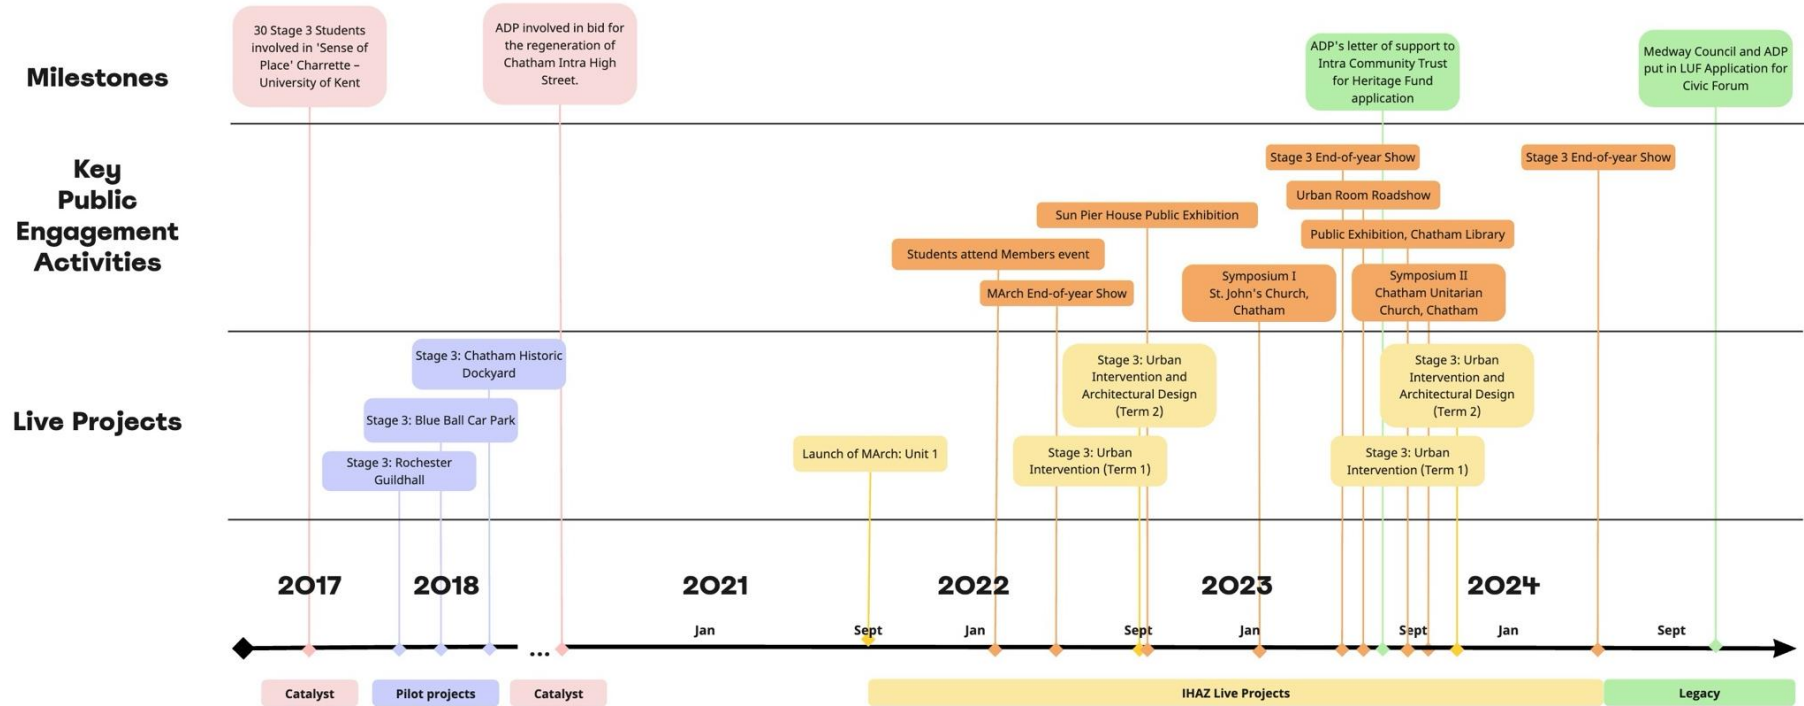 Milestones
30 Stage 3 Students
involved in 'Sense of
Place' Charrette –
University of Kent
ADP involved in bid for
the regeneration of
Chatham Intra High
Street.
ADP's letter of support to
Intra Community Trust
for Heritage Fund
application
Medway Council and ADP
put in LUF Application for
Civic Forum
Key
Public
Engagement
Activities
Stage 3 End-of-year Show
Stage 3 End-of-year Show
Urban Room Roadshow
Sun Pier House Public Exhibition
Public Exhibition, Chatham Library
Students attend Members event
MArch End-of-year Show
Symposium I
St. John's Church,
Chatham
Symposium II
Chatham Unitarian
Church, Chatham
Live Projects
Stage 3: Chatham Historic
Dockyard
Stage 3: Blue Ball Car Park
Stage 3: Rochester
Guildhall
Launch of MArch: Unit 1
Stage 3: Urban
Intervention and
Architectural Design
(Term 2)
Stage 3: Urban
Intervention (Term 1)
Stage 3: Urban
Intervention and
Architectural Design
(Term 2)
Stage 3: Urban
Intervention (Term 1)
2017 2018 2021 2022 2023 2024
Jan Sept Jan Sept Jan Sept Jan Sept
...
Catalyst Pilot projects Catalyst IHAZ Live Projects Legacy